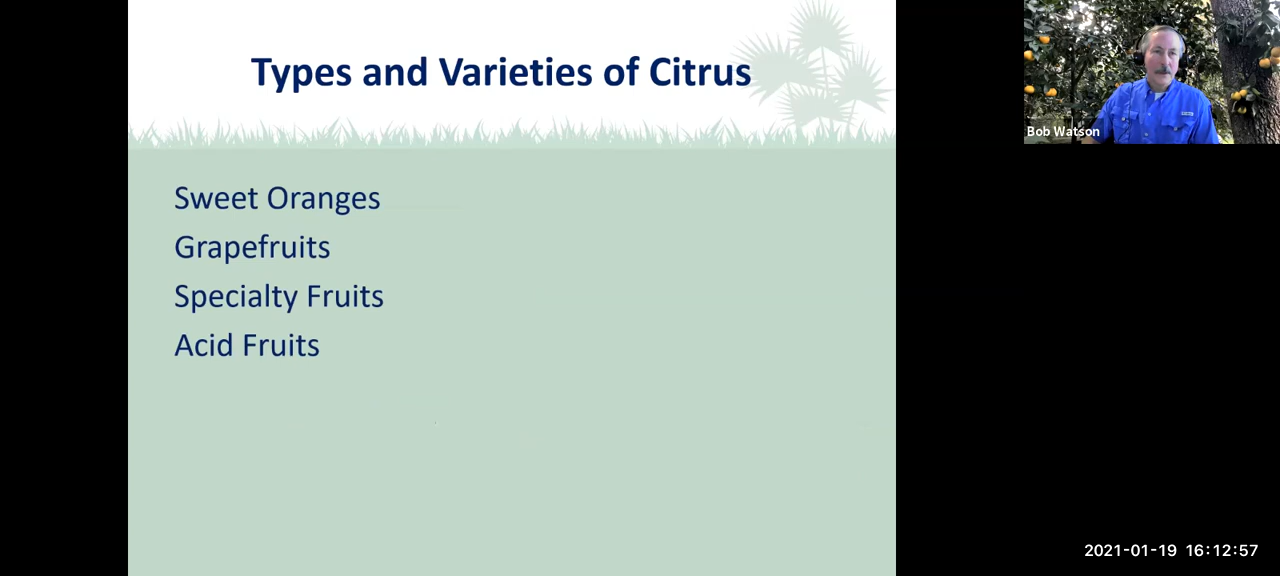 Types and Varieties of Citrus
Bob Watson
Sweet Oranges
Grapefruits
Specialty Fruits
Acid Fruits
2021-01-19 16:12:57